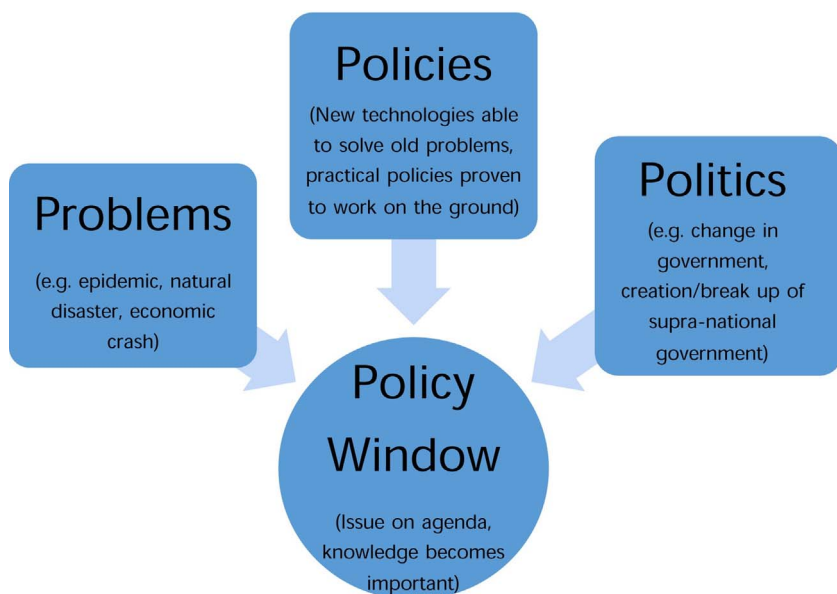 Problems
(e.g. epidemic, natural
disaster, economic
crash)
Policies
(New technologies able
to solve old problems,
practical policies proven
to work on the ground)
Politics
(e.g. change in
government,
creation/break up of
supra-national
government)
Policy
Window
(Issue on agenda,
knowledge becomes
important)